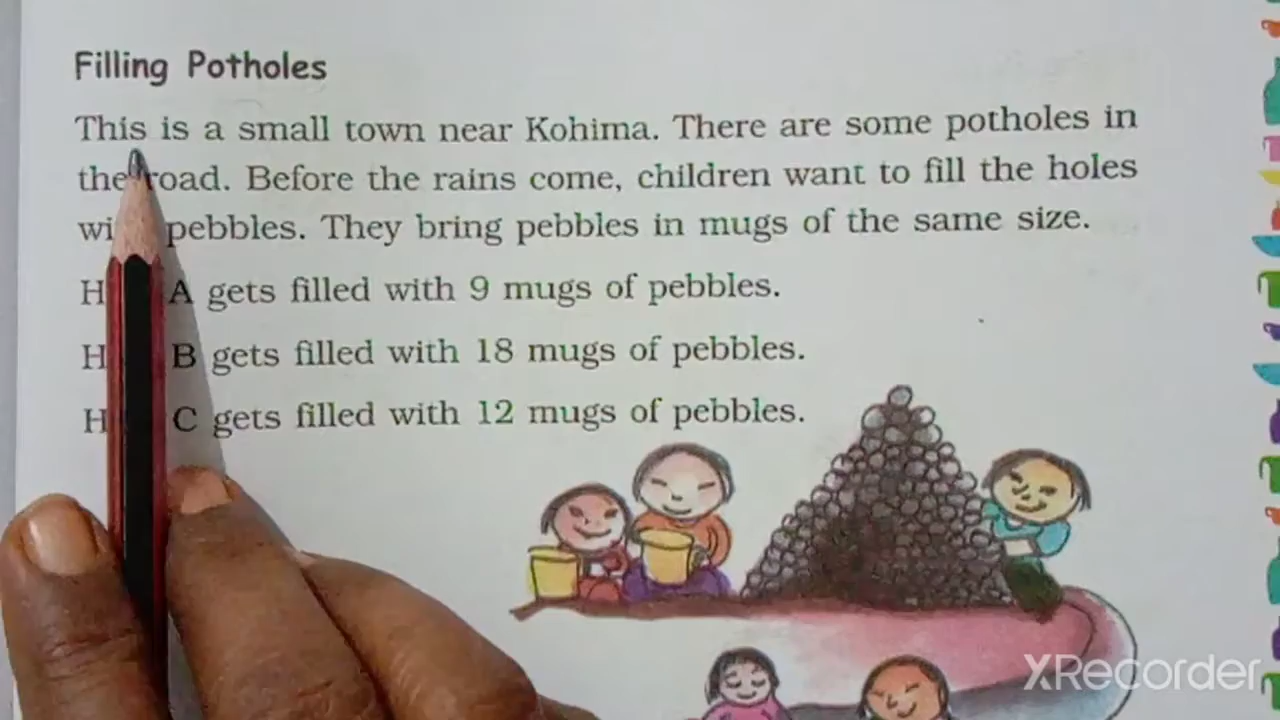 Filling Potholes
This is a small town near Kohima. There are some potholes in
the road. Before the rains come, children want to fill the holes
pebbles. They bring pebbles in mugs of the same size.
A gets filled with 9 mugs of pebbles.
B gets filled with 18 mugs of pebbles.
C gets filled with 12 mugs of pebbles.
XRecorder